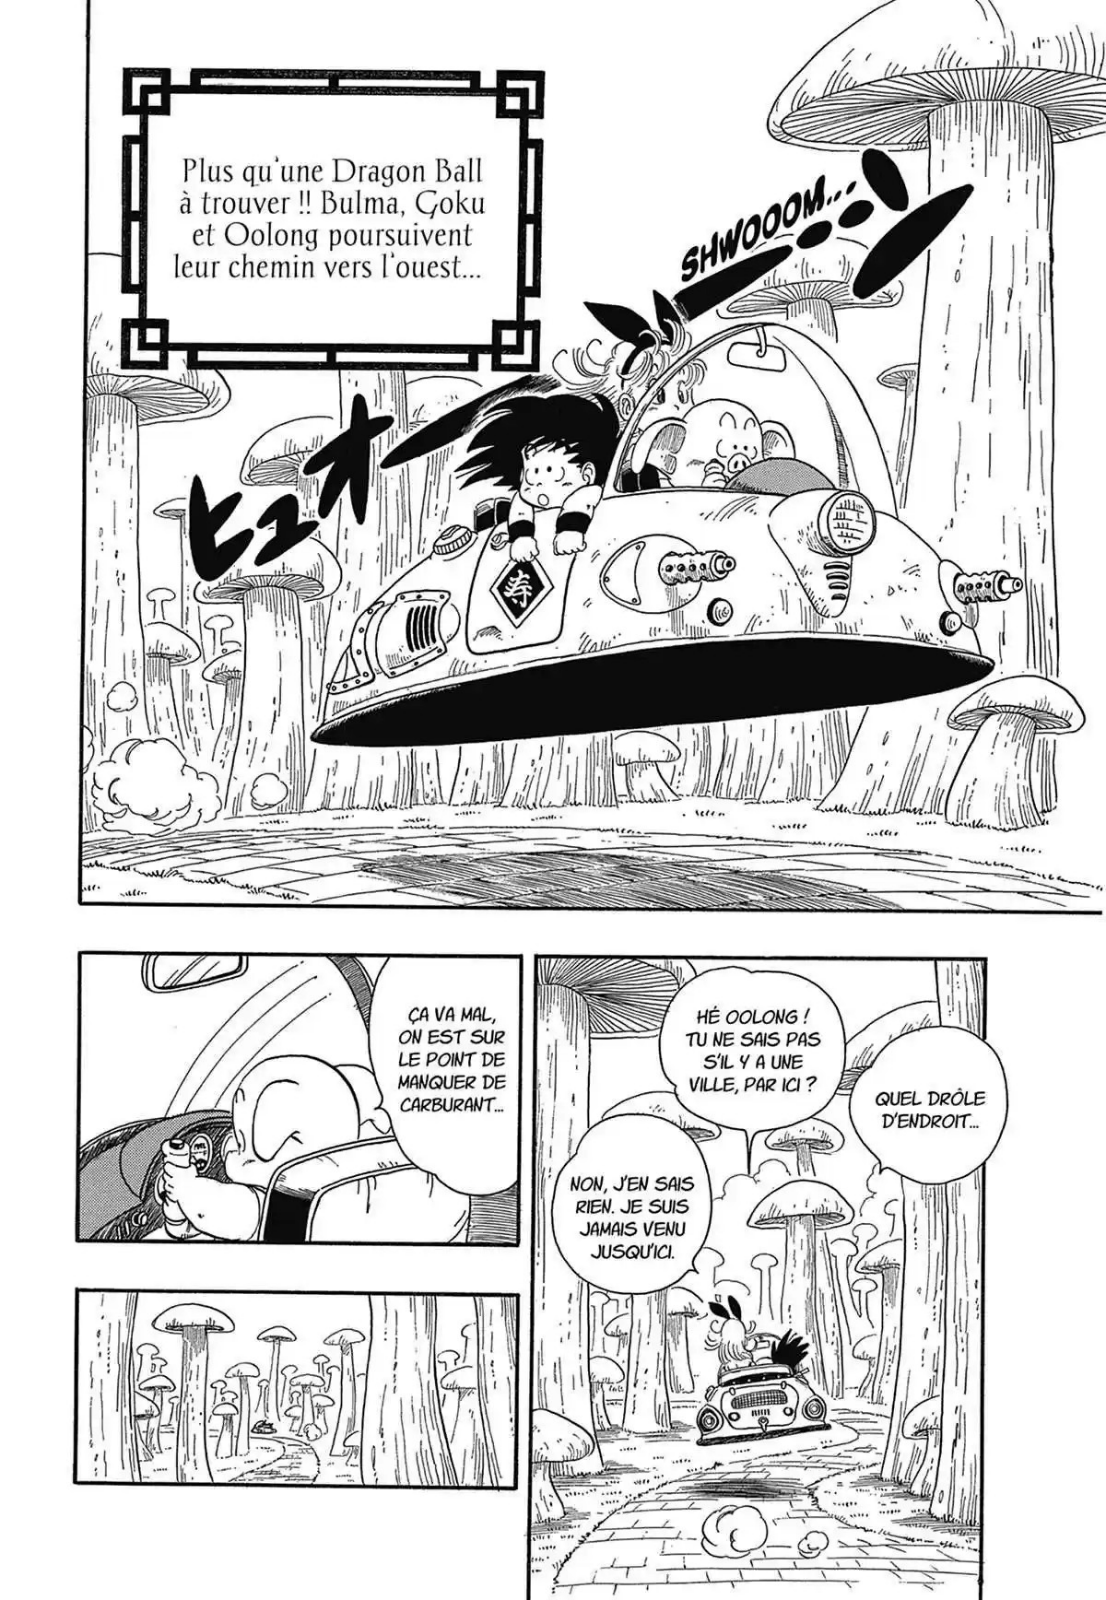 Plus qu'une Dragon Ball
à trouver !! Bulma, Goku
et Oolong poursuivent
leur chemin vers l'ouest...
SHWOOOM...
ヒュオー
寿
HÉ OOLONG !
TU NE SAIS PAS
S'IL Y A UNE
VILLE, PAR ICI ?
QUEL DRÔLE
D'ENDROIT...
NON, J'EN SAIS
RIEN. JE SUIS
JAMAIS VENU
JUSQU'ICI.
ÇA VA MAL,
ON EST SUR
LE POINT DE
MANQUER DE
CARBURANT...